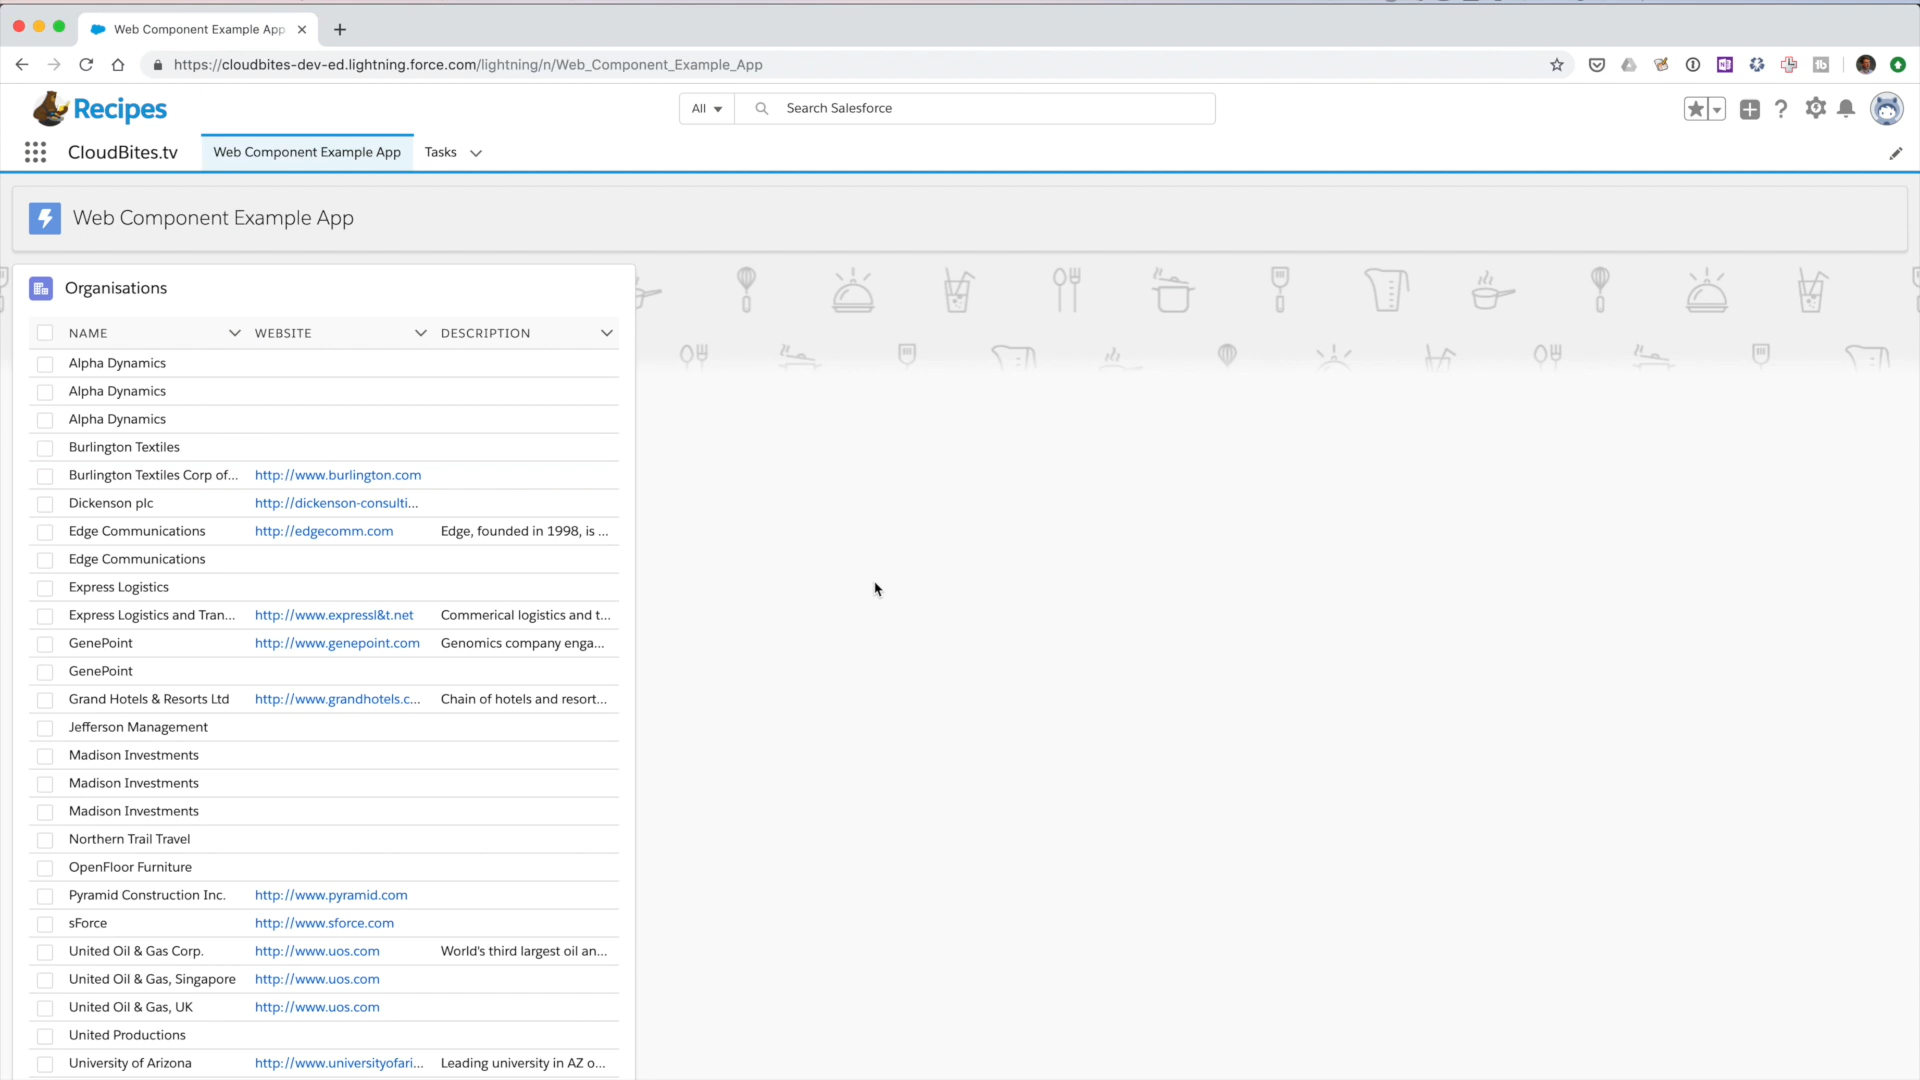 Web Component Example App
https://cloudbites-dev-ed.lightning.force.com/lightning/n/Web_Component_Example_App
Recipes
All
Search Salesforce
CloudBites.tv
Web Component Example App
Tasks
Web Component Example App
Organisations
NAME WEBSITE DESCRIPTION
Alpha Dynamics
Alpha Dynamics
Alpha Dynamics
Burlington Textiles
Burlington Textiles Corp of... http://www.burlington.com
Dickenson plc http://dickenson-consulti...
Edge Communications http://edgecomm.com Edge, founded in 1998, is ...
Edge Communications
Express Logistics
Express Logistics and Tran... http://www.expressl&t.net Commerical logistics and t...
GenePoint http://www.genepoint.com Genomics company enga...
GenePoint
Grand Hotels & Resorts Ltd http://www.grandhotels.c... Chain of hotels and resort...
Jefferson Management
Madison Investments
Madison Investments
Madison Investments
Northern Trail Travel
OpenFloor Furniture
Pyramid Construction Inc. http://www.pyramid.com
sForce http://www.sforce.com
United Oil & Gas Corp. http://www.uos.com World's third largest oil an...
United Oil & Gas, Singapore http://www.uos.com
United Oil & Gas, UK http://www.uos.com
United Productions
University of Arizona http://www.universityofari... Leading university in AZ o...